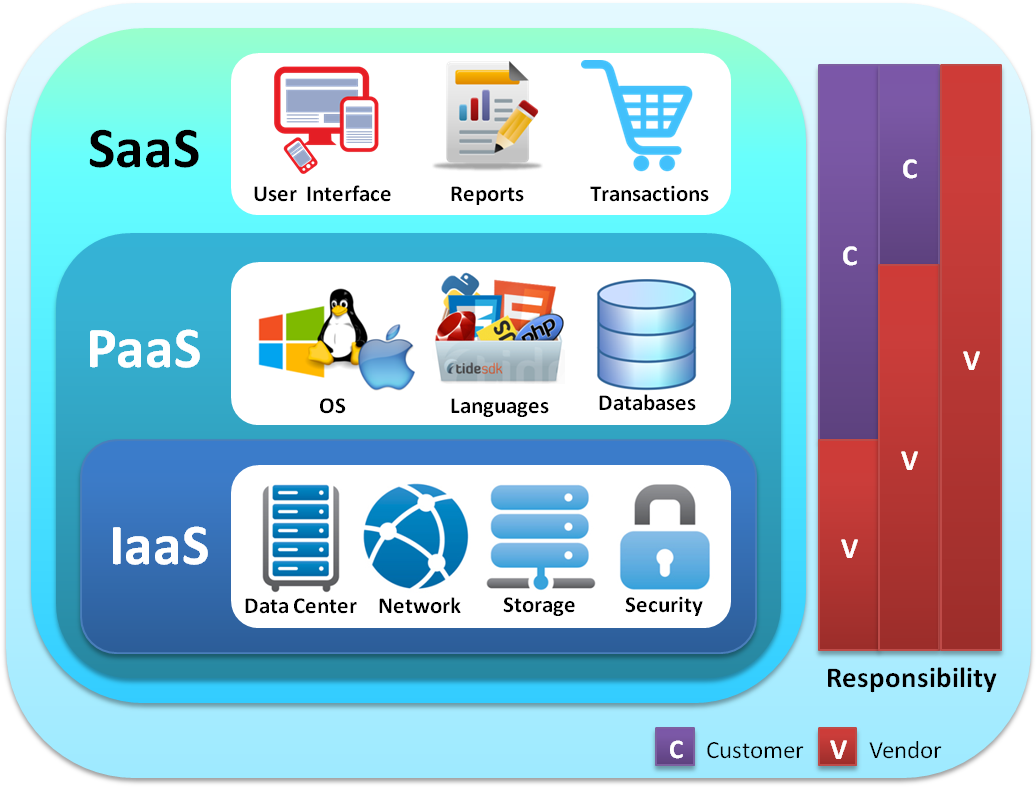 SaaS
User Interface
Reports
Transactions
PaaS
php
tidesdk
OS
Languages
Databases
IaaS
Data Center
Network
Storage
Security
C
C
V
V
V
Responsibility
C Customer
V Vendor